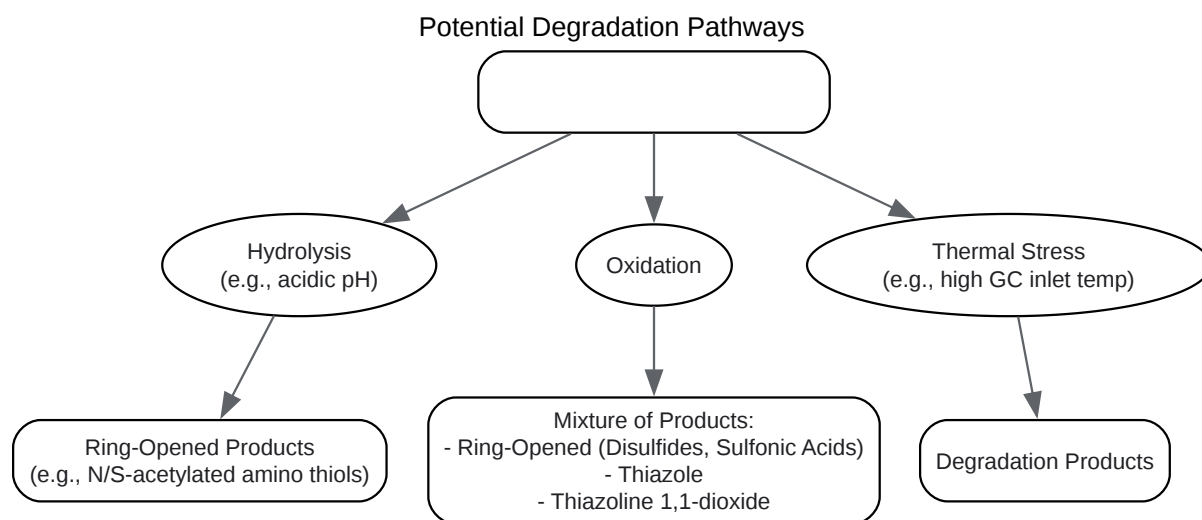 Potential Degradation Pathways
Hydrolysis
(e.g., acidic pH)
Oxidation
Thermal Stress
(e.g., high GC inlet temp)
Ring-Opened Products
(e.g., N/S-acetylated amino thiols)
Mixture of Products:
- Ring-Opened (Disulfides, Sulfonic Acids)
- Thiazole
- Thiazoline 1,1-dioxide
Degradation Products